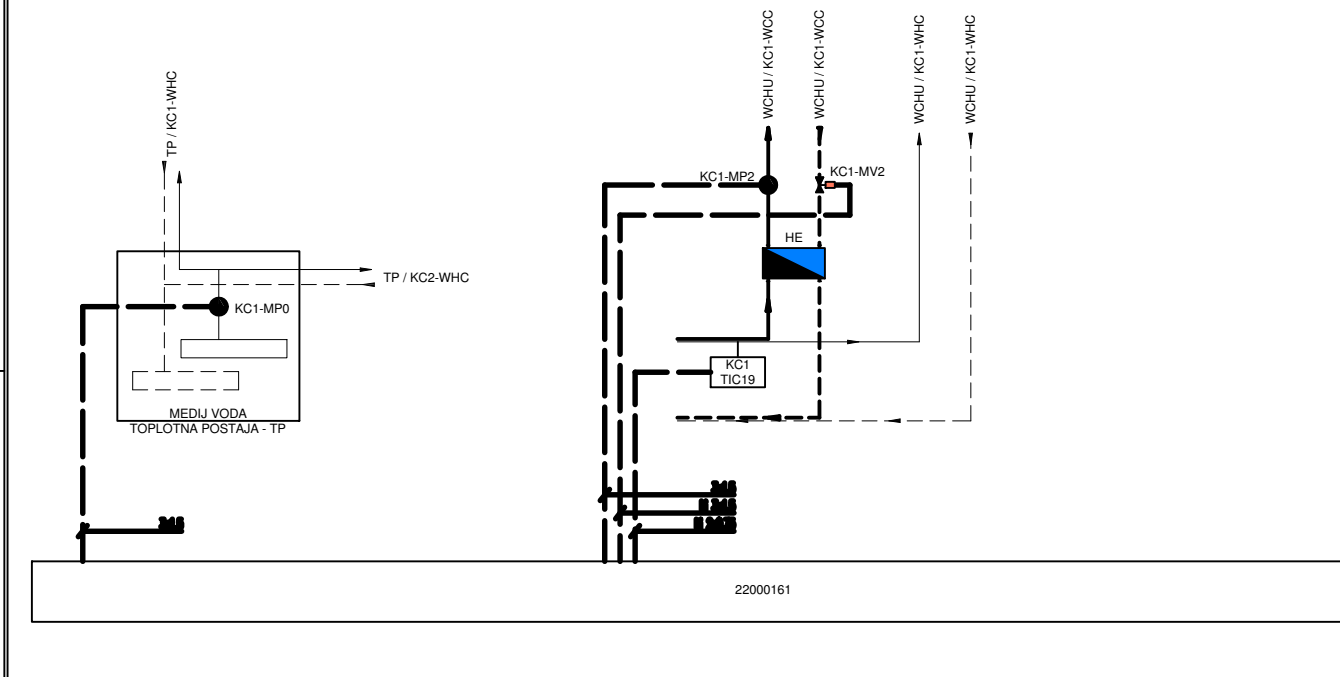 TP / KC1-WHC
WCHU / KC1-WCC
WCHU / KC1-WCC
WCHU / KC1-WHC
WCHU / KC1-WHC
KC1-MP2
KC1-MV2
HE
TP / KC2-WHC
KC1-MP0
KC1
TIC19
MEDIJ VODA
TOPLOTNA POSTAJA - TP
22000161